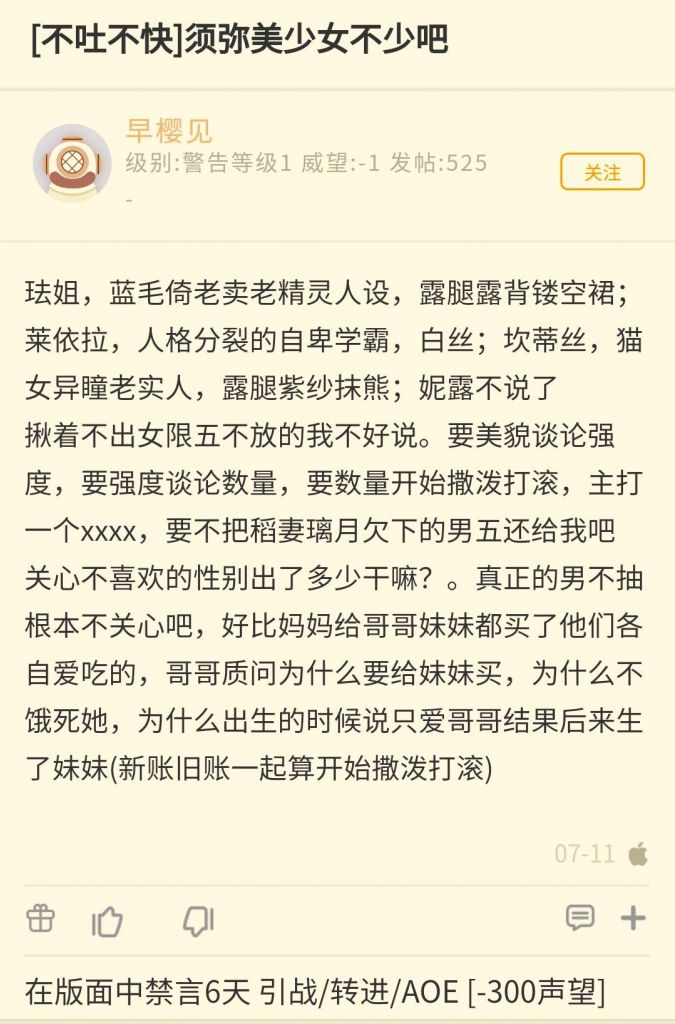 [不吐不快]须弥美少女不少吧
早樱见
级别:警告等级1 威望:-1 发帖:525
-
关注
珐姐，蓝毛倚老卖老精灵人设，露腿露背镂空裙；
莱依拉，人格分裂的自卑学霸，白丝；坎蒂丝，猫
女异瞳老实人，露腿紫纱抹熊；妮露不说了
揪着不出女限五不放的我不好说。要美貌谈论强
度，要强度谈论数量，要数量开始撒泼打滚，主打
一个xxxx，要不把稻妻璃月欠下的男五还给我吧
关心不喜欢的性别出了多少干嘛？。真正的男不抽
根本不关心吧，好比妈妈给哥哥妹妹都买了他们各
自爱吃的，哥哥质问为什么要给妹妹买，为什么不
饿死她，为什么出生的时候说只爱哥哥结果后来生
了妹妹(新账旧账一起算开始撒泼打滚)
07-11
在版面中禁言6天 引战/转进/AOE [-300声望]